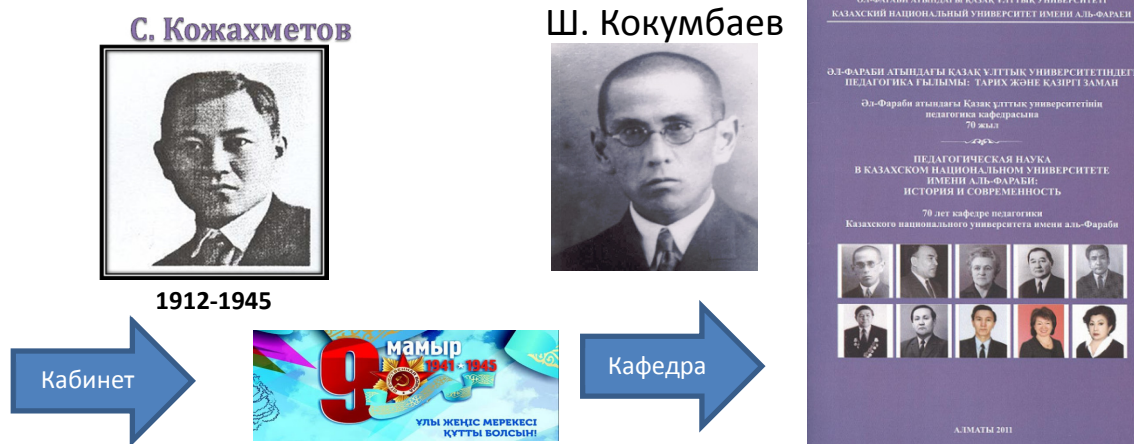 С. Кожахметов
1912-1945
Кабинет
9 мамыр
1941-1945
ҰЛЫ ЖЕҢІС МЕРЕКЕСІ
ҚҰТТЫ БОЛСЫН!
Ш. Кокумбаев
Кафедра
ӘЛ-ФАРАБИ АТЫНДАҒЫ ҚАЗАҚ ҰЛТТЫҚ УНИВЕРСИТЕТІ
КАЗАХСКИЙ НАЦИОНАЛЬНЫЙ УНИВЕРСИТЕТ ИМЕНИ АЛЬ-ФАРАБИ
ӘЛ-ФАРАБИ АТЫНДАҒЫ ҚАЗАҚ ҰЛТТЫҚ УНИВЕРСИТЕТІНДЕГІ
ПЕДАГОГИКА ҒЫЛЫМЫ: ТАРИХ ЖӘНЕ ҚАЗІРГІ ЗАМАН
Әл-Фараби атындағы Қазақ ұлттық университетінің
педагогика кафедрасына
70 жыл
ПЕДАГОГИЧЕСКАЯ НАУКА
В КАЗАХСКОМ НАЦИОНАЛЬНОМ УНИВЕРСИТЕТЕ
ИМЕНИ АЛЬ-ФАРАБИ:
ИСТОРИЯ И СОВРЕМЕННОСТЬ
70 лет кафедре педагогики
Казахского национального университета имени аль-Фараби
АЛМАТЫ 2011